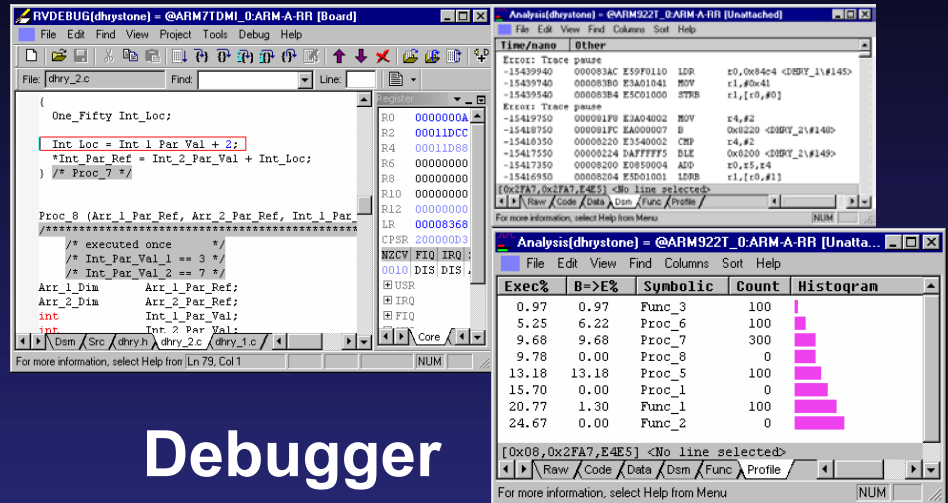 RVDEBUG(dhrystone) = @ARM7TDMI_0:ARM-A-RR [Board]
File Edit Find View Project Tools Debug Help
File: dhry_2.c Find: Line:
{
One_Fifty Int_Loc;
Int_Loc = Int_1_Par_Val + 2;
*Int_Par_Ref = Int_2_Par_Val + Int_Loc;
} /* Proc_7 */
Proc_8 (Arr_1_Par_Ref, Arr_2_Par_Ref, Int_1_Par_
/* executed once */
/* Int_Par_Val_1 == 3 */
/* Int_Par_Val_2 == 7 */
Arr_1_Dim Arr_1_Par_Ref;
Arr_2_Dim Arr_2_Par_Ref;
int Int_1_Par_Val;
int Int_2_Par_Val;
Dsm Src dhry.h dhry_2.c dhry_1.c
For more information, select Help from Ln 79, Col 1 NUM
Register
R0 0000000A
R2 00011DCC
R4 00011D88
R6 00000000
R8 00000000
R10 00000000
R12 00000000
LR 00008368
CPSR 200000D3
NZCV FIQ IRQ
0010 DIS DIS
USR
IRQ
FIQ
Core
Analysis(dhrystone) = @ARM922T_0:ARM-A-RR [Unattached]
File Edit View Find Columns Sort Help
Time/nano Other
Error: Trace pause
-15439940 000083AC E59F0110 LDR r0,0x84c4 <DHRY_1\#145>
-15439740 000083B0 E3A01041 MOV r1,#0x41
-15439540 000083B4 E5C01000 STRB r1,[r0,#0]
Error: Trace pause
-15419750 000081F8 E3A04002 MOV r4,#2
-15418750 000081FC EA000007 B 0x8220 <DHRY_2\#148>
-15418350 00008220 E3540002 CMP r4,#2
-15417550 00008224 DAFFFFF5 BLE 0x8200 <DHRY_2\#149>
-15417350 00008200 E0850004 ADD r0,r5,r4
-15416950 00008204 E5D01001 LDRB r1,[r0,#1]
[0x2FA7,0x2FA7,E4E5] <No line selected>
Raw Code Data Dsm Func Profile
For more information, select Help from Menu NUM
Analysis(dhrystone) = @ARM922T_0:ARM-A-RR [Unatta...
File Edit View Find Columns Sort Help
Exec% B=>E% Symbolic Count Histogram
0.97 0.97 Func_3 100
5.25 6.22 Proc_6 100
9.68 9.68 Proc_7 300
9.78 0.00 Proc_8 0
13.18 13.18 Proc_5 100
15.70 0.00 Proc_1 0
20.77 1.30 Func_1 100
24.67 0.00 Func_2 0
[0x08,0x2FA7,E4E5] <No line selected>
Raw Code Data Dsm Func Profile
For more information, select Help from Menu NUM
Debugger